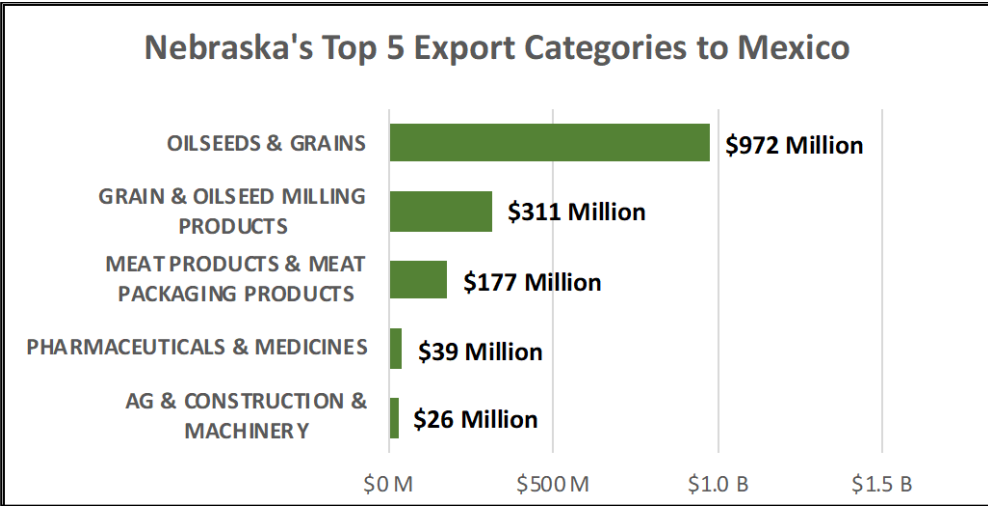 Nebraska's Top 5 Export Categories to Mexico
OILSEEDS & GRAINS
$972 Million
GRAIN & OILSEED MILLING
PRODUCTS
$311 Million
MEAT PRODUCTS & MEAT
PACKAGING PRODUCTS
$177 Million
PHARMACEUTICALS & MEDICINES
$39 Million
AG & CONSTRUCTION &
MACHINERY
$26 Million
$0 M
$500 M
$1.0 B
$1.5 B